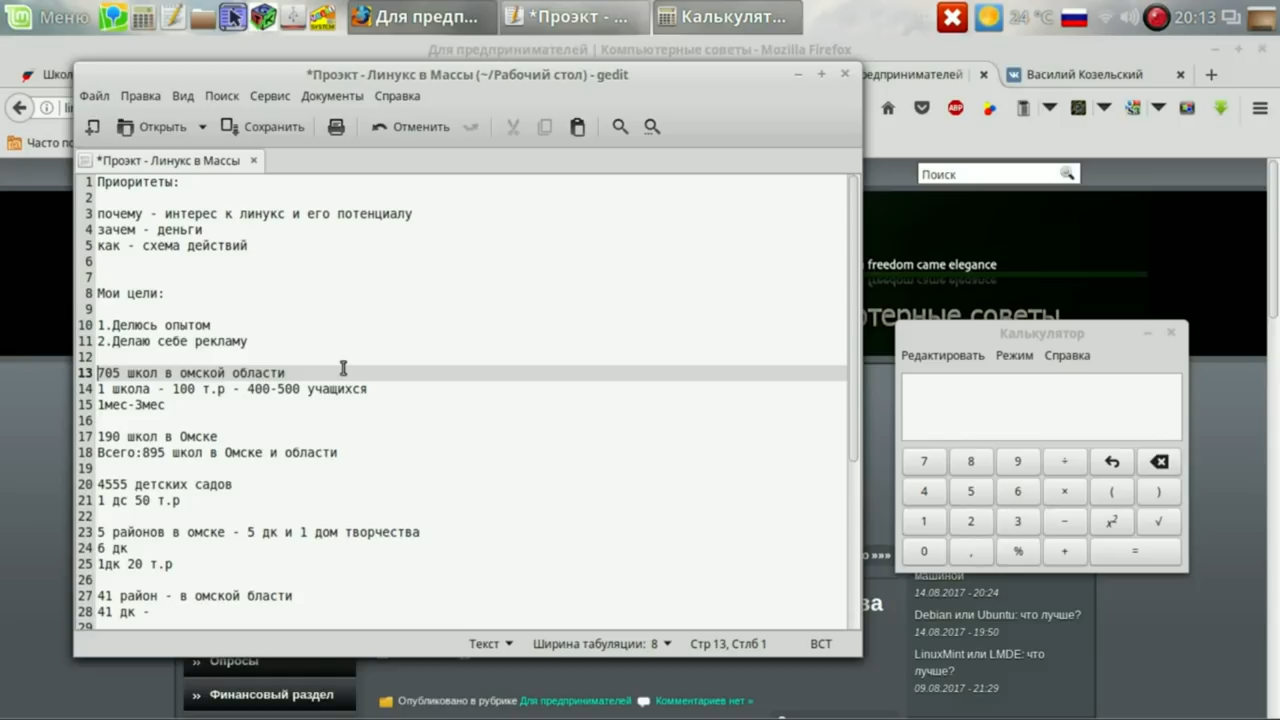 Меню
Для предп...
*Проэкт - ...
Калькулят...
24 °C
20:13
Для предпринимателей | Компьютерные советы - Mozilla Firefox
Школ
едпринимателей
Василий Козельский
Часто по
Поиск
freedom came elegance
*Проэкт - Линукс в Массы (~/Рабочий стол) - gedit
Файл Правка Вид Поиск Сервис Документы Справка
Открыть Сохранить Отменить
*Проэкт - Линукс в Массы
1 Приоритеты:
2
3 почему - интерес к линукс и его потенциалу
4 зачем - деньги
5 как - схема действий
6
7
8 Мои цели:
9
10 1.Делюсь опытом
11 2.Делаю себе рекламу
12
13 705 школ в омской области
14 1 школа - 100 т.р - 400-500 учащихся
15 1мес-3мес
16
17 190 школ в Омске
18 Всего:895 школ в Омске и области
19
20 4555 детских садов
21 1 дс 50 т.р
22
23 5 районов в омске - 5 дк и 1 дом творчества
24 6 дк
25 1дк 20 т.р
26
27 41 район - в омской бласти
28 41 дк -
29
Текст Ширина табуляции: 8 Стр 13, Стлб 1 ВСТ
терные советы
Калькулятор
Редактировать Режим Справка
7 8 9 ÷
4 5 6 × ( )
1 2 3 − x² √
0 , % + =
о »»»
ва
машиной
14.08.2017 - 20:24
Debian или Ubuntu: что лучше?
14.08.2017 - 19:50
LinuxMint или LMDE: что
лучше?
09.08.2017 - 21:29
»» Опросы
»» Финансовый раздел
Опубликовано в рубрике Для предпринимателей Комментариев нет »